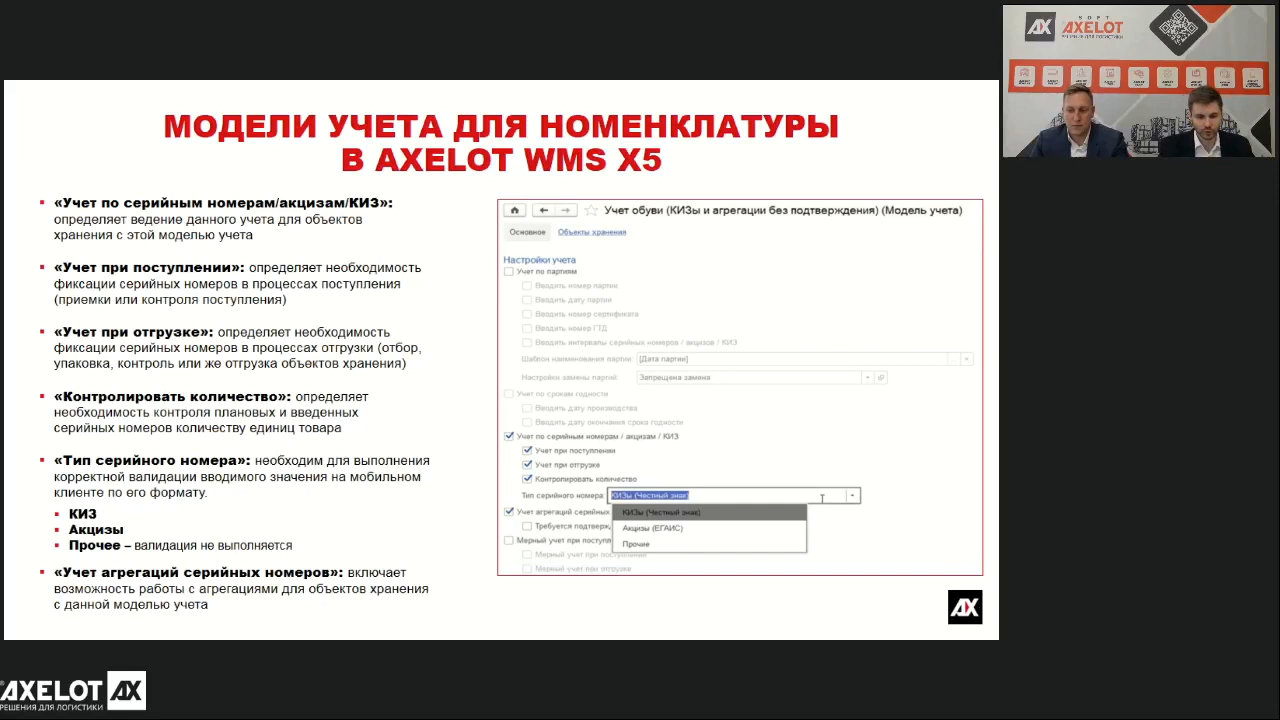 МОДЕЛИ УЧЕТА ДЛЯ НОМЕНКЛАТУРЫ
В AXELOT WMS X5
«Учет по серийным номерам/акцизам/КИЗ»:
определяет ведение данного учета для объектов
хранения с этой моделью учета
«Учет при поступлении»: определяет необходимость
фиксации серийных номеров в процессах поступления
(приемки или контроля поступления)
«Учет при отгрузке»: определяет необходимость
фиксации серийных номеров в процессах отгрузки (отбор,
упаковка, контроль или же отгрузка объектов хранения)
«Контролировать количество»: определяет
необходимость контроля плановых и введенных
серийных номеров количеству единиц товара
«Тип серийного номера»: необходим для выполнения
корректной валидации вводимого значения на мобильном
клиенте по его формату.
КИЗ
Акцизы
Прочее – валидация не выполняется
«Учет агрегаций серийных номеров»: включает
возможность работы с агрегациями для объектов хранения
с данной моделью учета
Учет обуви (КИЗы и агрегации без подтверждения) (Модель учета)
Основное Объекты хранения
Настройки учета
Учет по партиям
Вводить номер партии
Вводить дату партии
Вводить номер сертификата
Вводить номер ГТД
Вводить интервалы серийных номеров / акцизов / КИЗ
Шаблон наименования партии: [Дата партии]
Настройки замены партий: Запрещена замена
Учет по срокам годности
Вводить дату производства
Вводить дату окончания срока годности
Учет по серийным номерам / акцизам / КИЗ
Учет при поступлении
Учет при отгрузке
Контролировать количество
Тип серийного номера: КИЗы (Честный знак)
КИЗы (Честный знак)
Учет агрегаций серийных
Акцизы (ЕГАИС)
Требуется подтверж
Прочие
Мерный учет при поступл
Мерный учет при поступлении
Мерный учет при отгрузке
AX
СОФТ
AXELOT
РЕШЕНИЯ ДЛЯ ЛОГИСТИКИ
AXELOT AX
РЕШЕНИЯ ДЛЯ ЛОГИСТИКИ